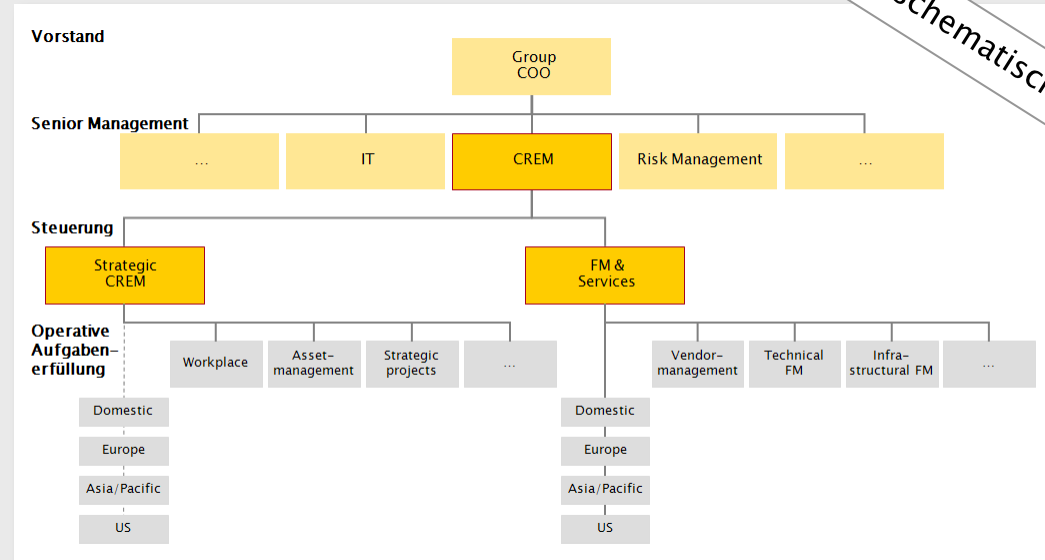 schematisc
Vorstand
Group
COO
Senior Management
...
IT
CREM
Risk Management
...
Steuerung
Strategic
CREM
FM &
Services
Operative
Aufgaben-
erfüllung
Workplace
Asset-
management
Strategic
projects
...
Vendor-
management
Technical
FM
Infra-
structural FM
...
Domestic
Europe
Asia/Pacific
US
Domestic
Europe
Asia/Pacific
US